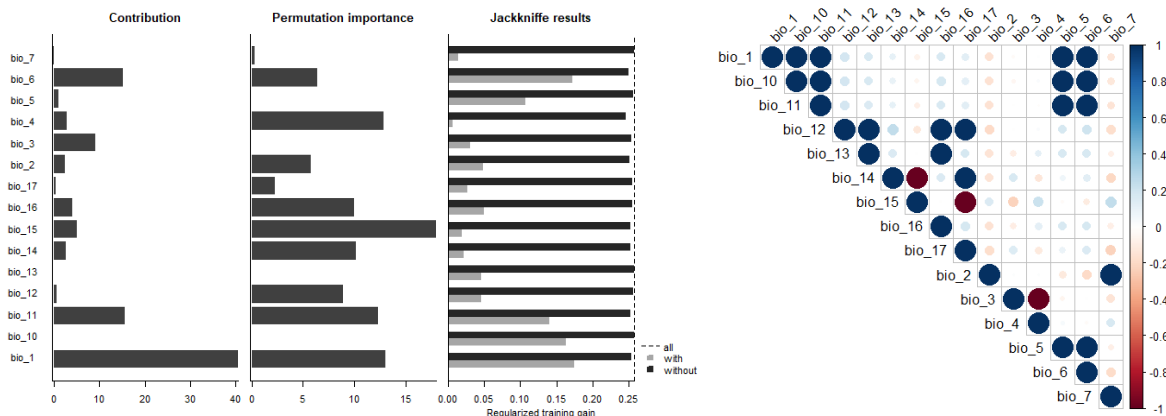 Contribution
Permutation importance
Jackkniffe results
bio_7
bio_6
bio_5
bio_4
bio_3
bio_2
bio_17
bio_16
bio_15
bio_14
bio_13
bio_12
bio_11
bio_10
bio_1
0 10 20 30 40
0 5 10 15
0.00 0.05 0.10 0.15 0.20 0.25
Regularized training gain
all
with
without
bio_1 bio_10 bio_11 bio_12 bio_13 bio_14 bio_15 bio_16 bio_17 bio_2 bio_3 bio_4 bio_5 bio_6 bio_7
bio_1
bio_10
bio_11
bio_12
bio_13
bio_14
bio_15
bio_16
bio_17
bio_2
bio_3
bio_4
bio_5
bio_6
bio_7
1
0.8
0.6
0.4
0.2
0
-0.2
-0.4
-0.6
-0.8
-1